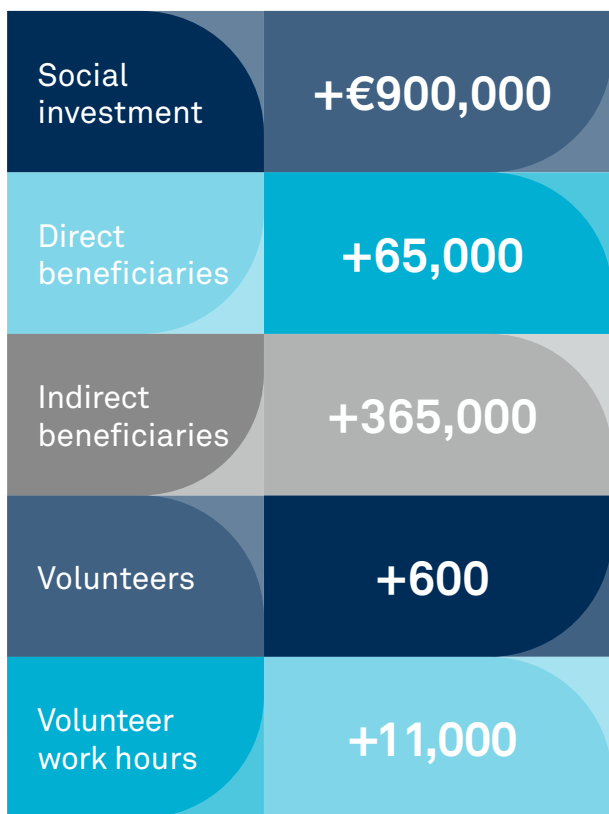 Social
investment
+€900,000
Direct
beneficiaries
+65,000
Indirect
beneficiaries
+365,000
Volunteers
+600
Volunteer
work hours
+11,000